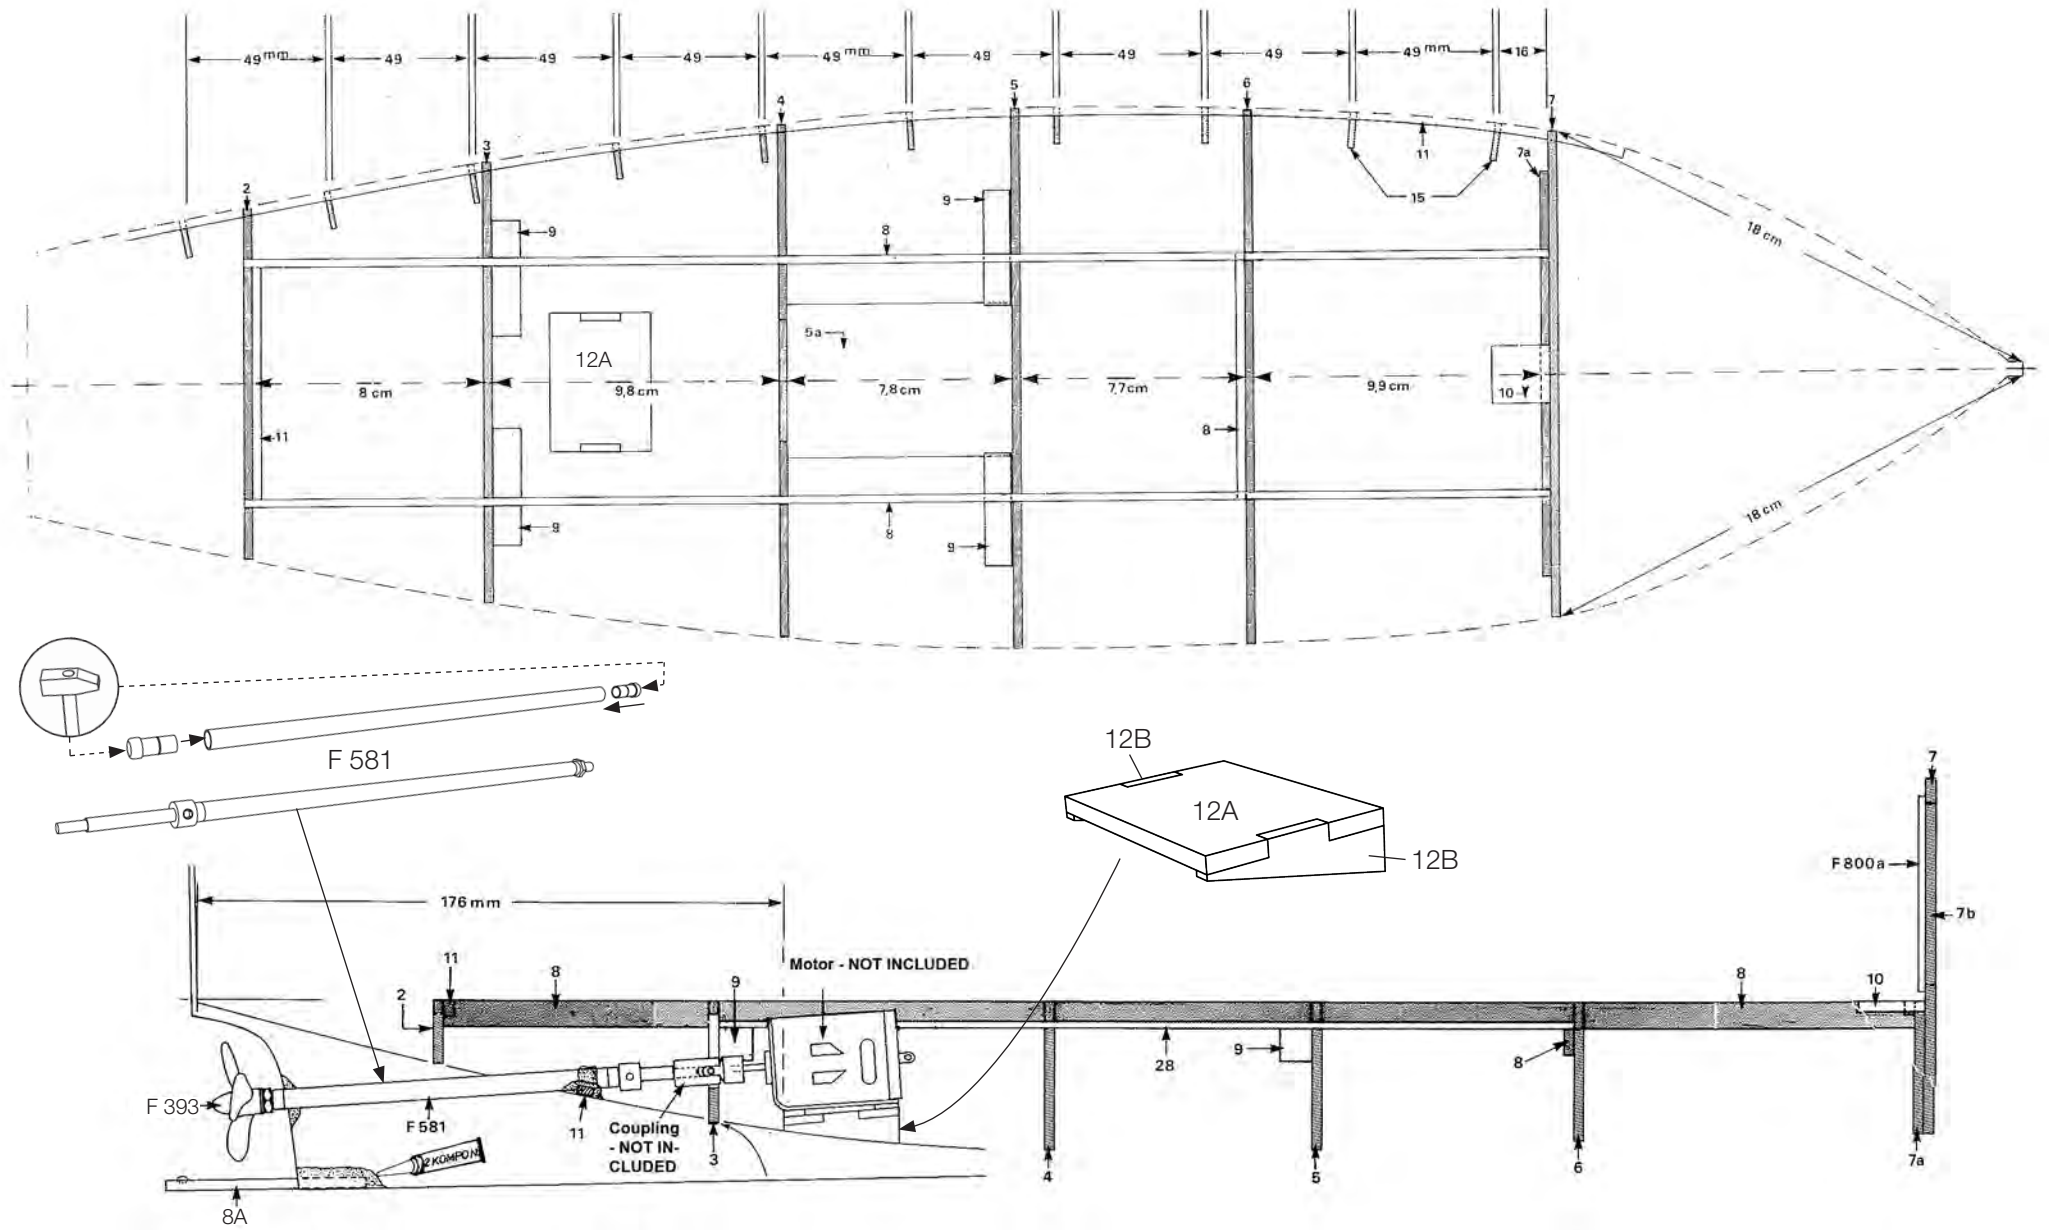 49 mm
49
49
49
49 mm
49
49
49
49 mm
16
2
3
4
5
6
7
7a
11
15
9
8
9
18 cm
5a
12A
8 cm
9,8 cm
7,8 cm
7,7 cm
9,9 cm
10
11
8
9
8
9
18 cm
F 581
12B
12A
12B
7
F 800a
7b
176 mm
Motor - NOT INCLUDED
11
8
9
8
10
2
28
9
8
F 393
F 581
11
Coupling
- NOT IN-
CLUDED
3
4
5
6
7a
2 KOMPON
8A